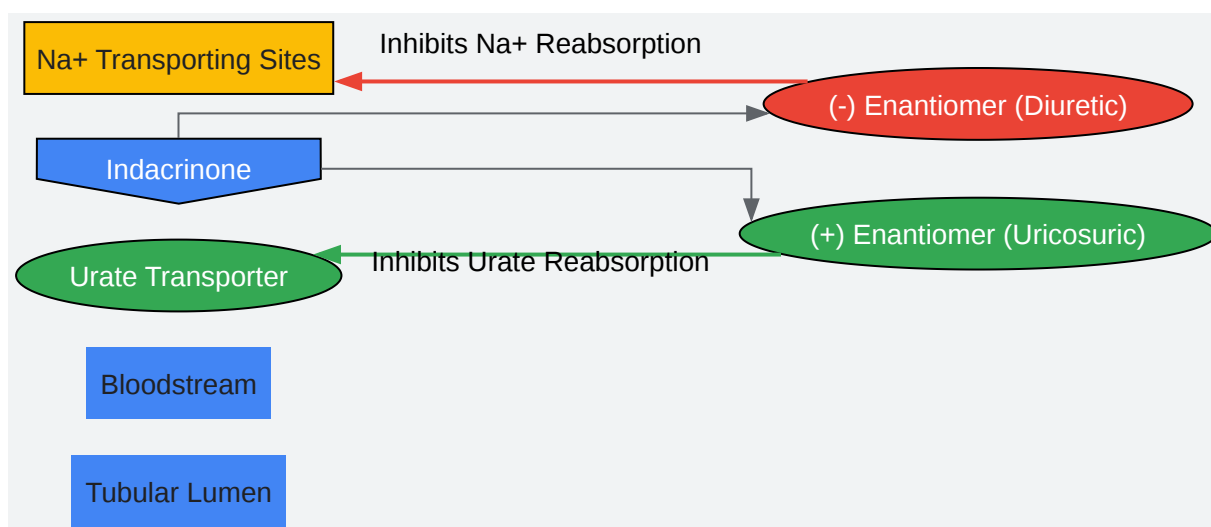 Inhibits Na+ Reabsorption
Na+ Transporting Sites
(-) Enantiomer (Diuretic)
Indacrinone
(+) Enantiomer (Uricosuric)
Inhibits Urate Reabsorption
Urate Transporter
Bloodstream
Tubular Lumen